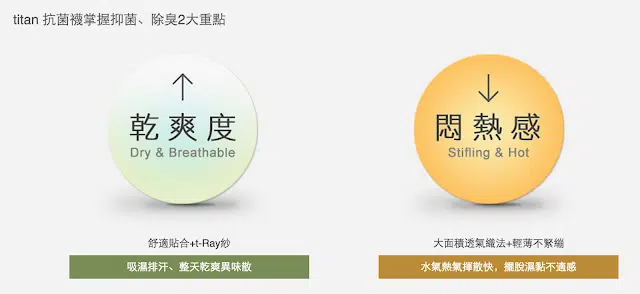 titan 抗菌襪掌握抑菌、除臭2大重點
乾爽度
Dry & Breathable
舒適貼合+t-Ray紗
吸濕排汗、整天乾爽異味散
悶熱感
Stifling & Hot
大面積透氣織法+輕薄不緊繃
水氣熱氣揮散快，擺脫濕黏不適感